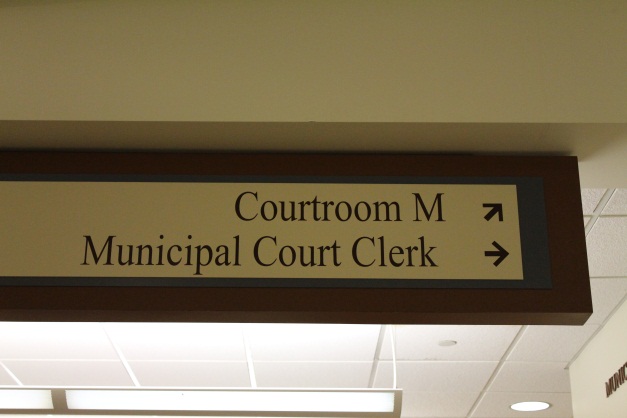 Courtroom M ↗
Municipal Court Clerk →